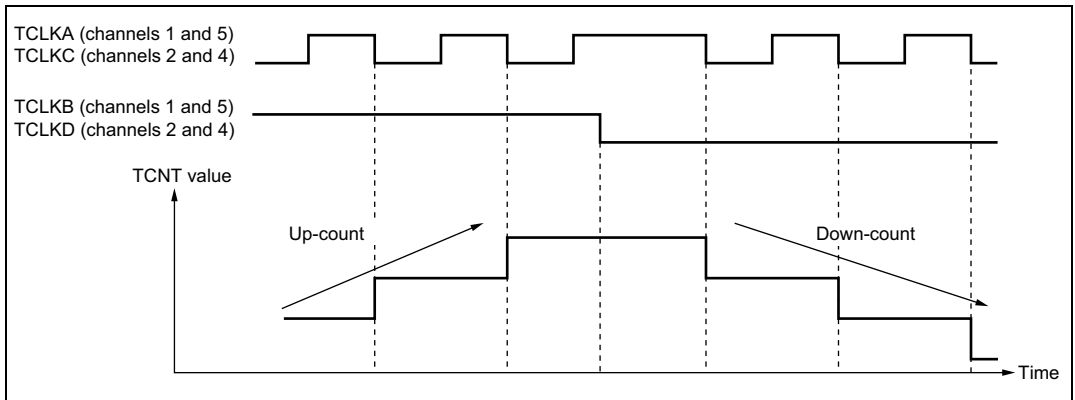 TCLKA (channels 1 and 5)
TCLKC (channels 2 and 4)
TCLKB (channels 1 and 5)
TCLKD (channels 2 and 4)
TCNT value
Up-count
Down-count
Time